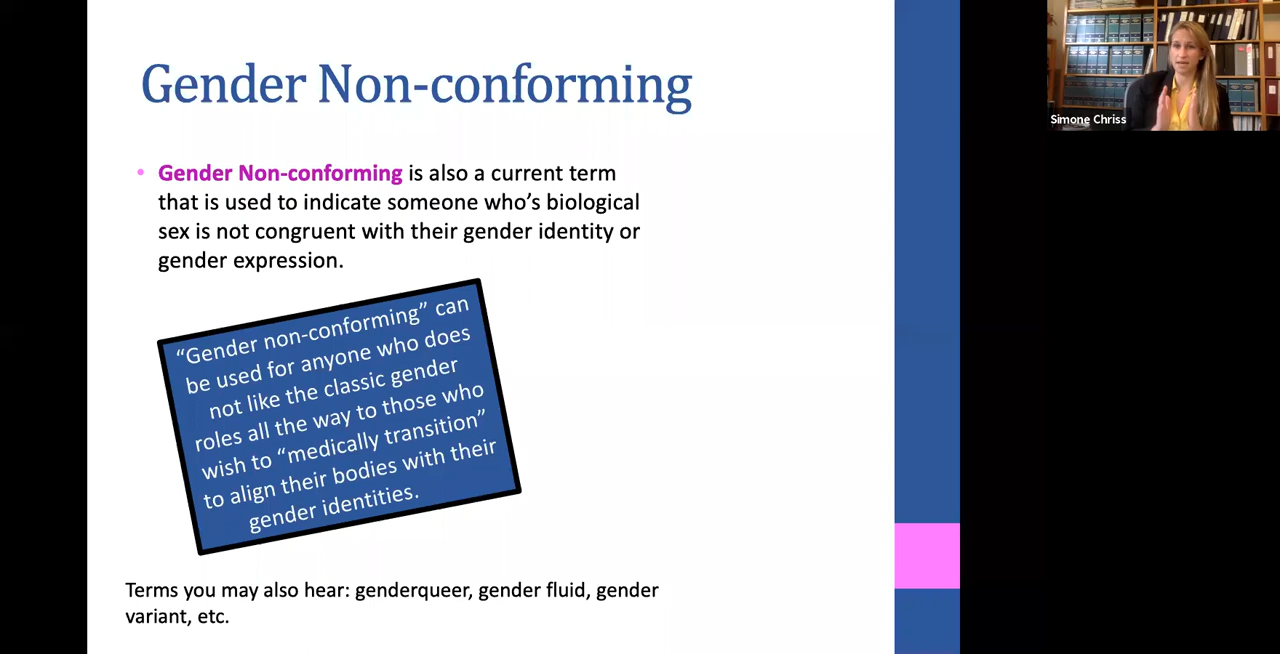 Gender Non-conforming
• Gender Non-conforming is also a current term
that is used to indicate someone who’s biological
sex is not congruent with their gender identity or
gender expression.
“Gender non-conforming” can
be used for anyone who does
not like the classic gender
roles all the way to those who
wish to “medically transition”
to align their bodies with their
gender identities.
Terms you may also hear: genderqueer, gender fluid, gender
variant, etc.
Simone Chriss